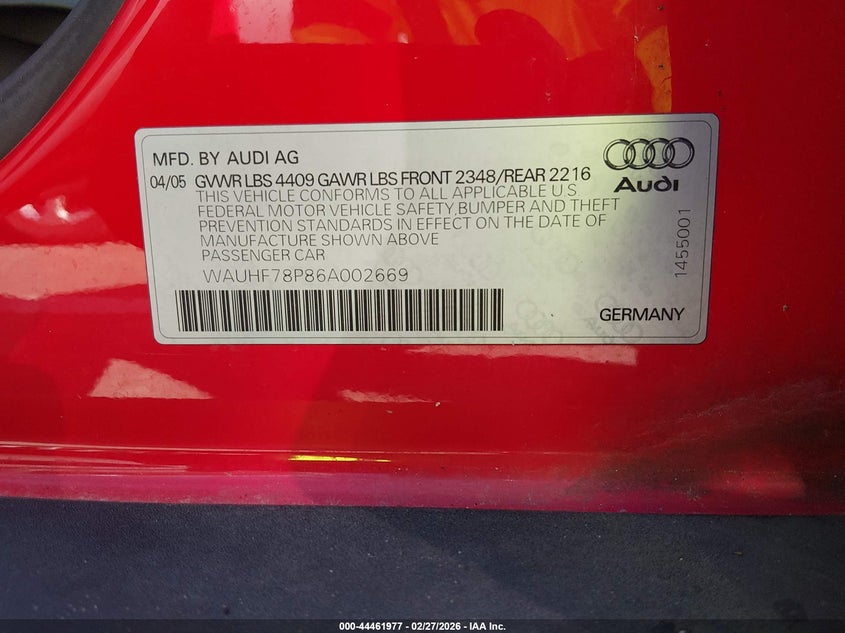 MFD. BY AUDI AG
04/05 GVWR LBS 4409 GAWR LBS FRONT 2348/REAR 2216
THIS VEHICLE CONFORMS TO ALL APPLICABLE U.S.
FEDERAL MOTOR VEHICLE SAFETY,BUMPER AND THEFT
PREVENTION STANDARDS IN EFFECT ON THE DATE OF
MANUFACTURE SHOWN ABOVE
PASSENGER CAR
WAUHF78P86A002669
Audi
1455001
GERMANY
000-44461977 - 02/27/2026 - IAA Inc.